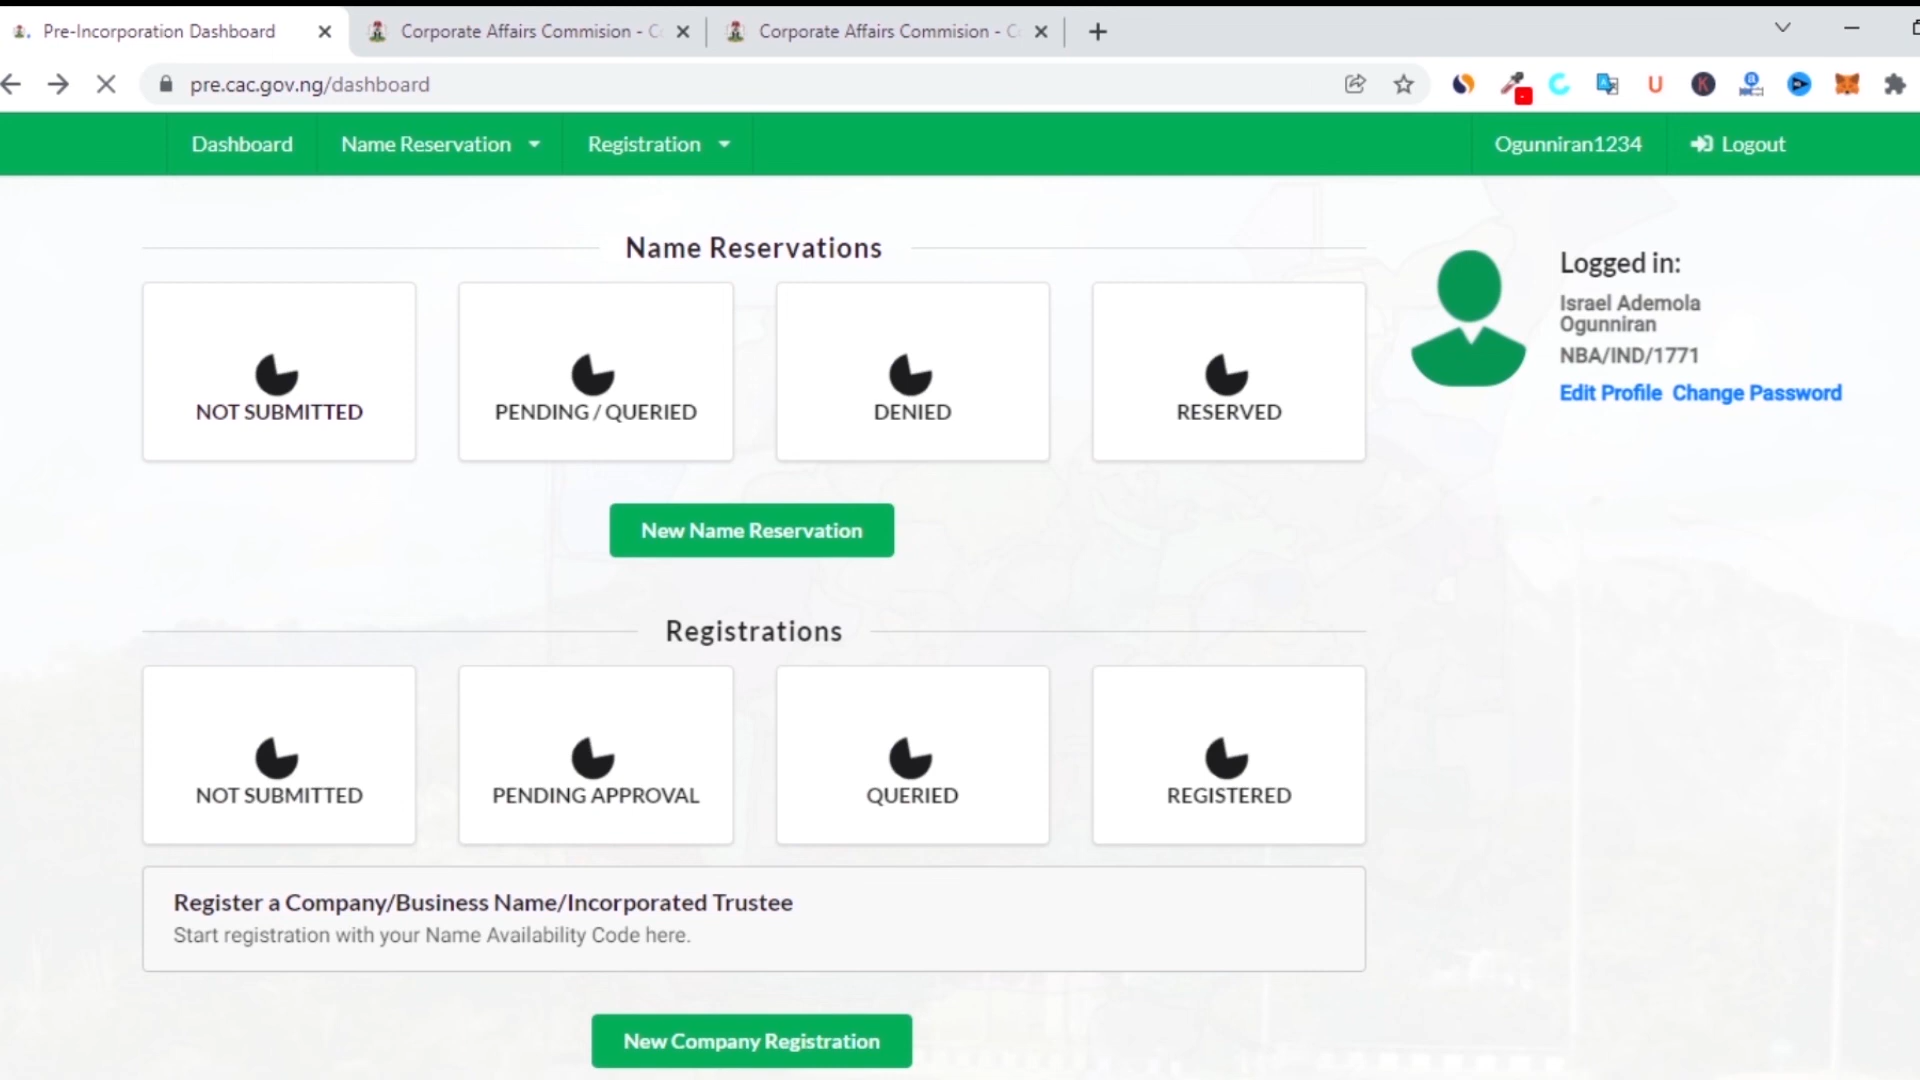 Pre-Incorporation Dashboard
Corporate Affairs Commision - C
Corporate Affairs Commision - C
pre.cac.gov.ng/dashboard
Dashboard
Name Reservation
Registration
Ogunniran1234
Logout
Name Reservations
NOT SUBMITTED
PENDING / QUERIED
DENIED
RESERVED
Logged in:
Israel Ademola
Ogunniran
NBA/IND/1771
Edit Profile Change Password
New Name Reservation
Registrations
NOT SUBMITTED
PENDING APPROVAL
QUERIED
REGISTERED
Register a Company/Business Name/Incorporated Trustee
Start registration with your Name Availability Code here.
New Company Registration